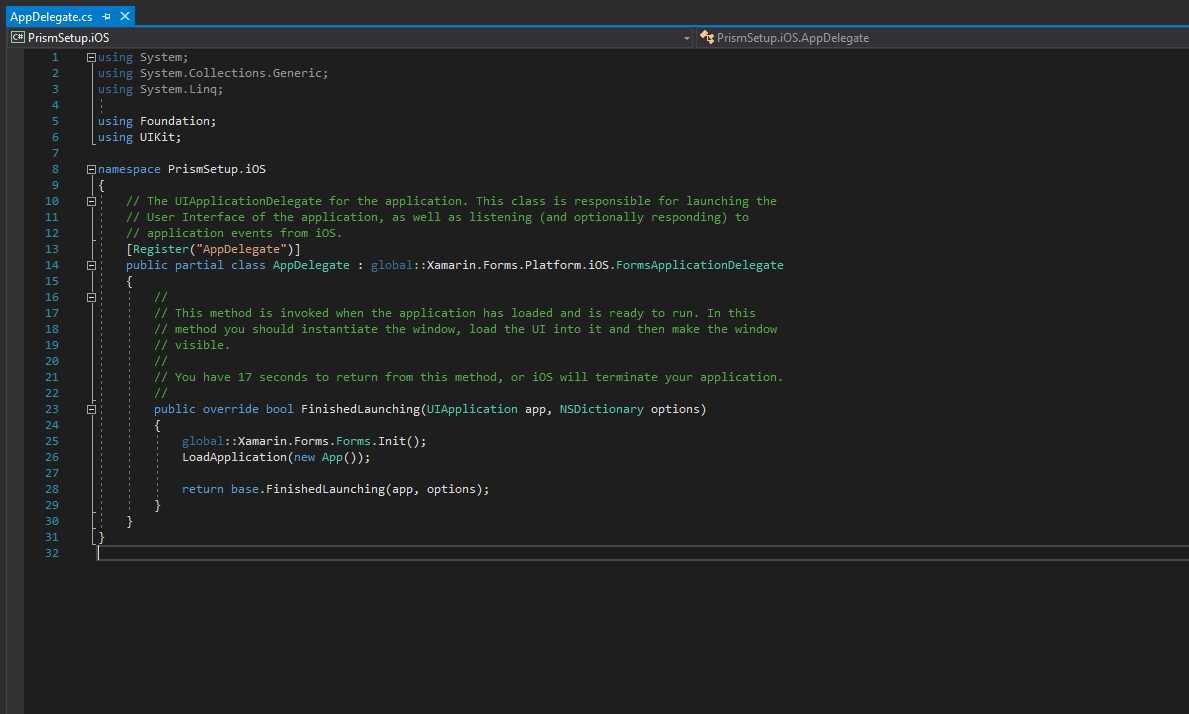 AppDelegate.cs
C# PrismSetup.iOS
PrismSetup.iOS.AppDelegate
1 using System;
2 using System.Collections.Generic;
3 using System.Linq;
4
5 using Foundation;
6 using UIKit;
7
8 namespace PrismSetup.iOS
9 {
10 // The UIApplicationDelegate for the application. This class is responsible for launching the
11 // User Interface of the application, as well as listening (and optionally responding) to
12 // application events from iOS.
13 [Register("AppDelegate")]
14 public partial class AppDelegate : global::Xamarin.Forms.Platform.iOS.FormsApplicationDelegate
15 {
16 //
17 // This method is invoked when the application has loaded and is ready to run. In this
18 // method you should instantiate the window, load the UI into it and then make the window
19 // visible.
20 //
21 // You have 17 seconds to return from this method, or iOS will terminate your application.
22 //
23 public override bool FinishedLaunching(UIApplication app, NSDictionary options)
24 {
25 global::Xamarin.Forms.Forms.Init();
26 LoadApplication(new App());
27
28 return base.FinishedLaunching(app, options);
29 }
30 }
31 }
32